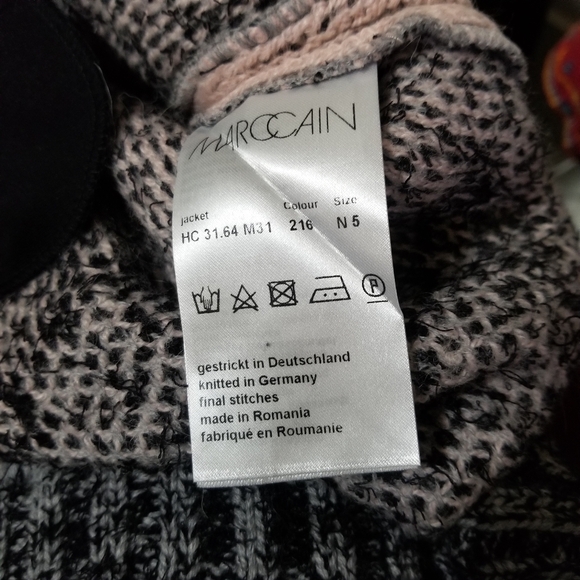 MARCCAIN
jacket Colour Size
HC 31.64 M31 216 N 5
P
gestrickt in Deutschland
knitted in Germany
final stitches
made in Romania
fabriqué en Roumanie